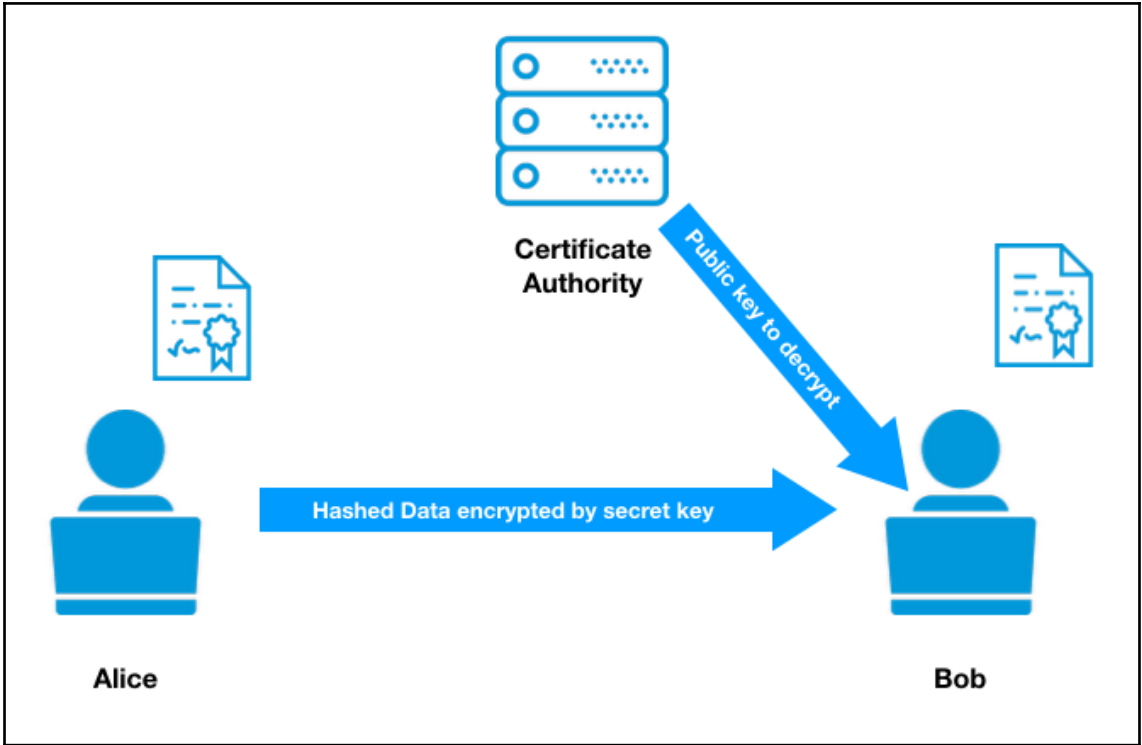 Certificate
Authority
Public key to decrypt
Hashed Data encrypted by secret key
Alice
Bob